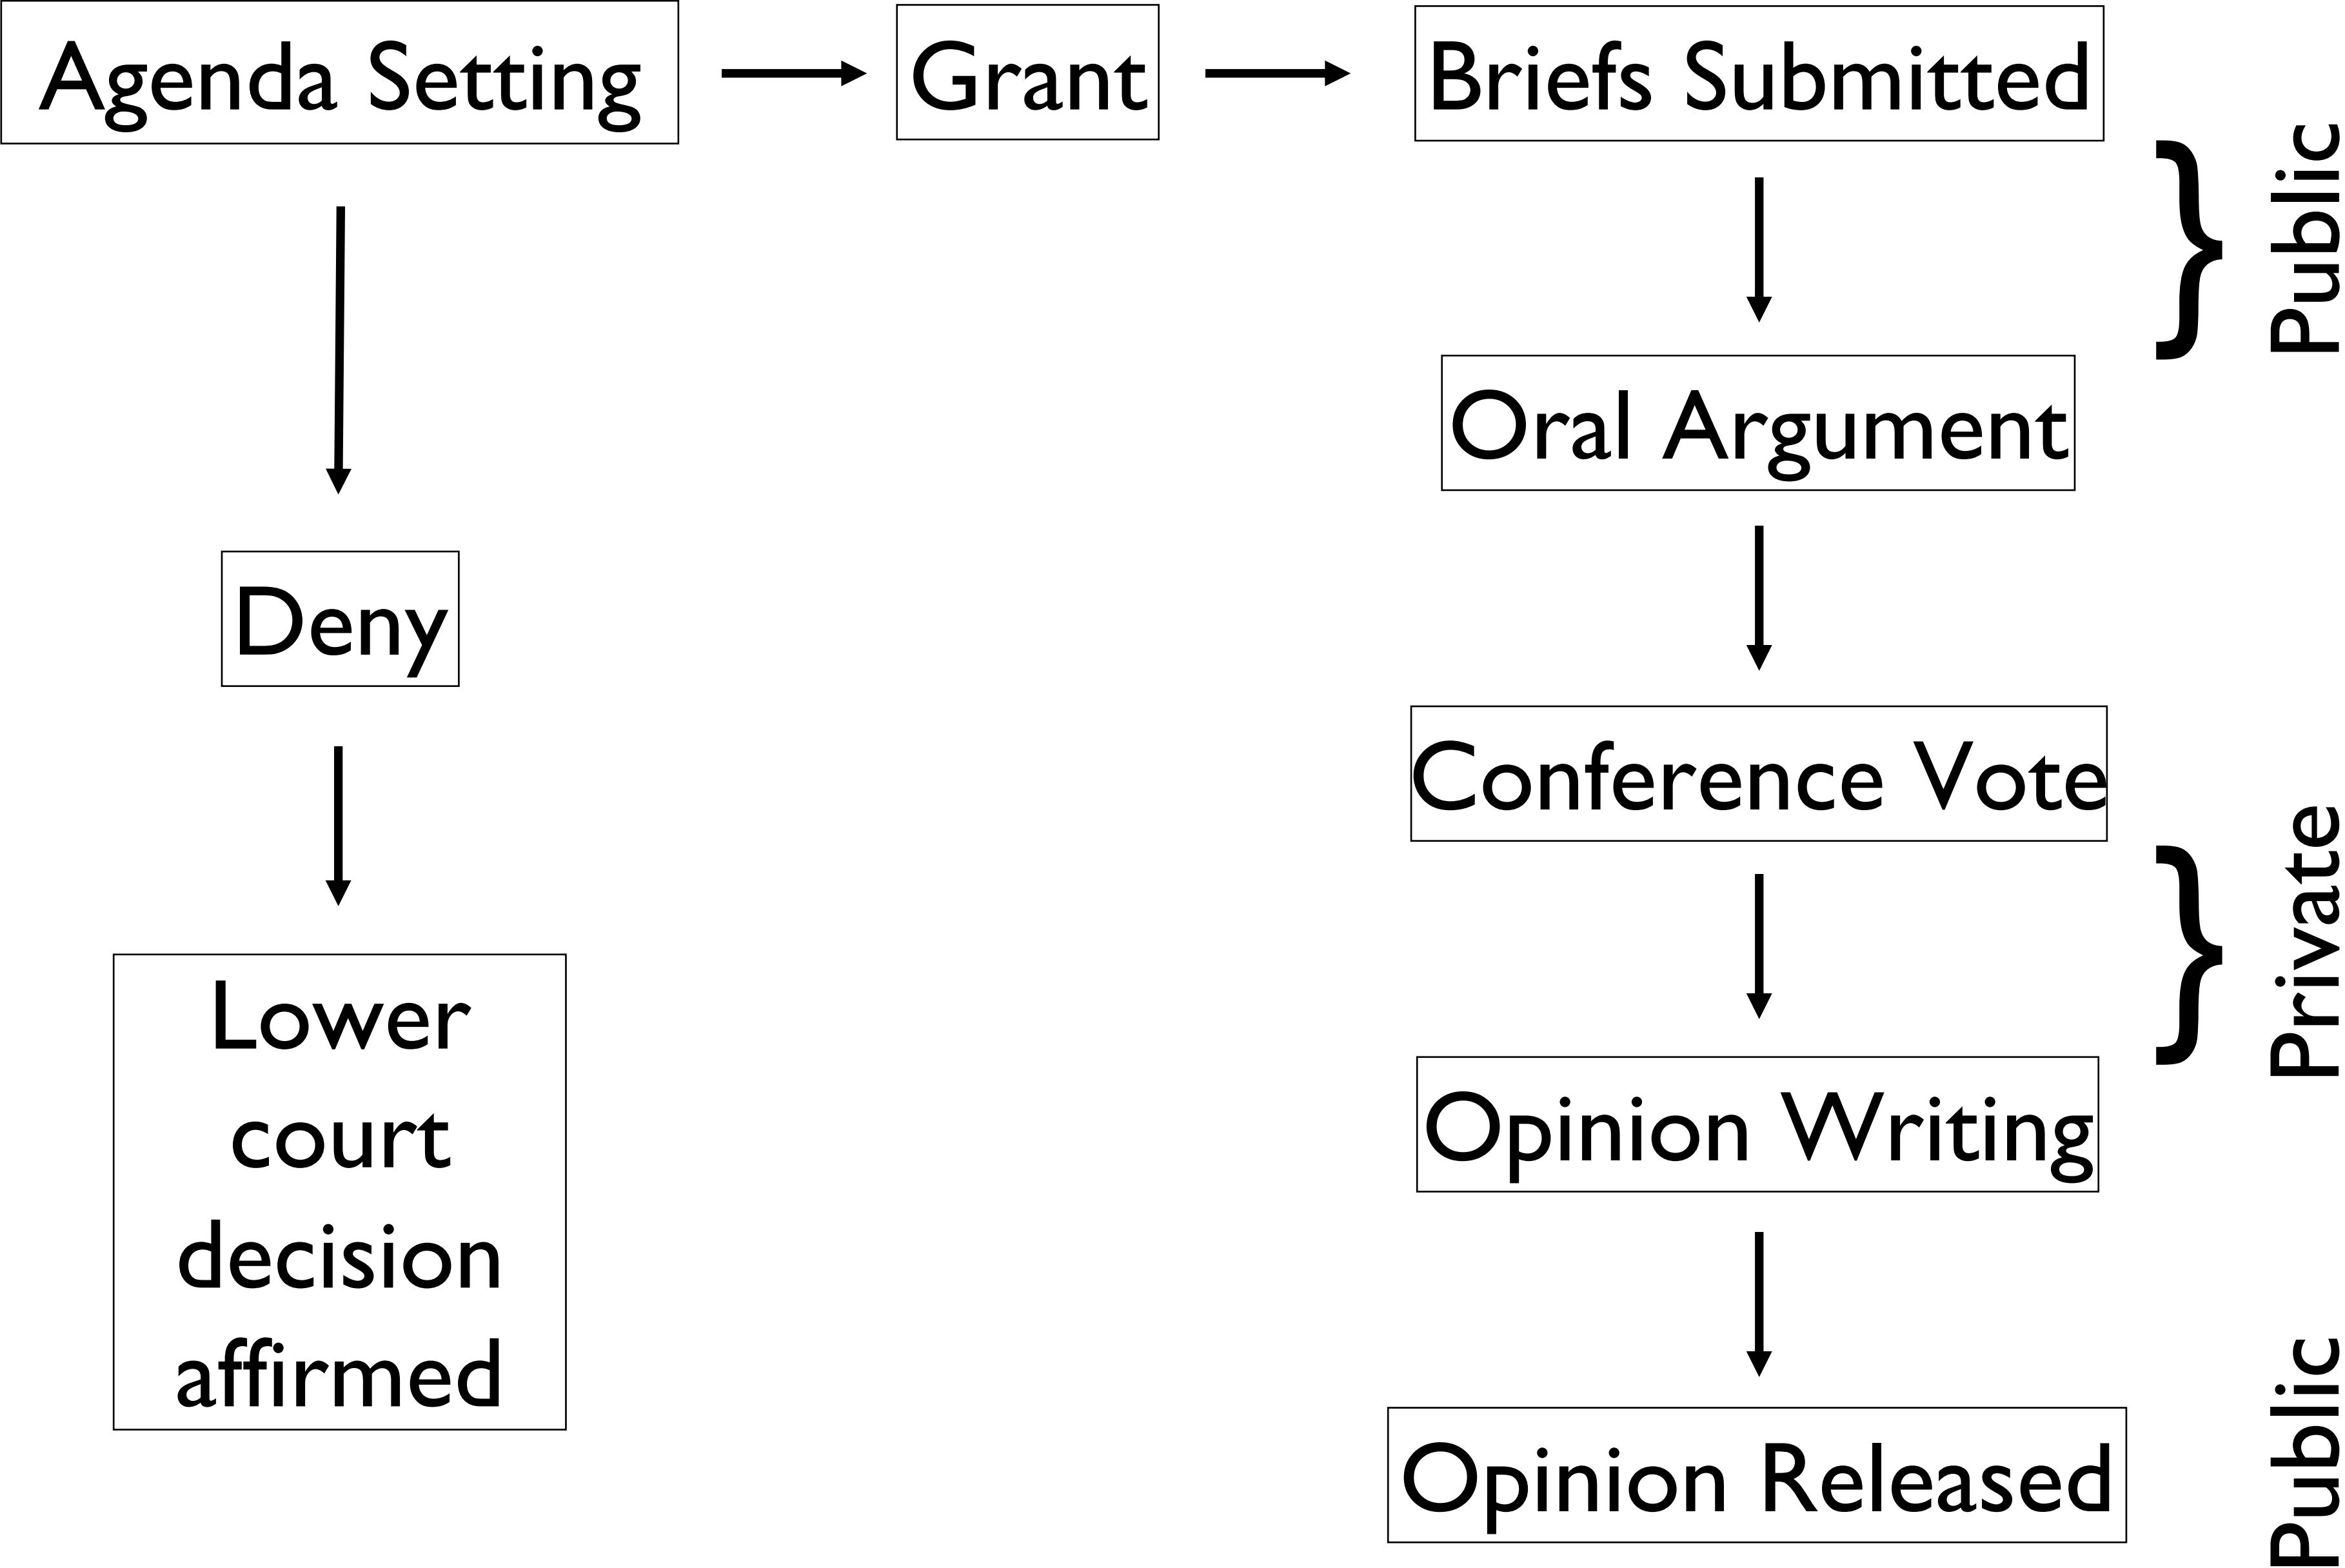 Agenda Setting
Grant
Briefs Submitted
Public
Oral Argument
Deny
Conference Vote
Private
Lower
court
decision
affirmed
Opinion Writing
Opinion Released
Public